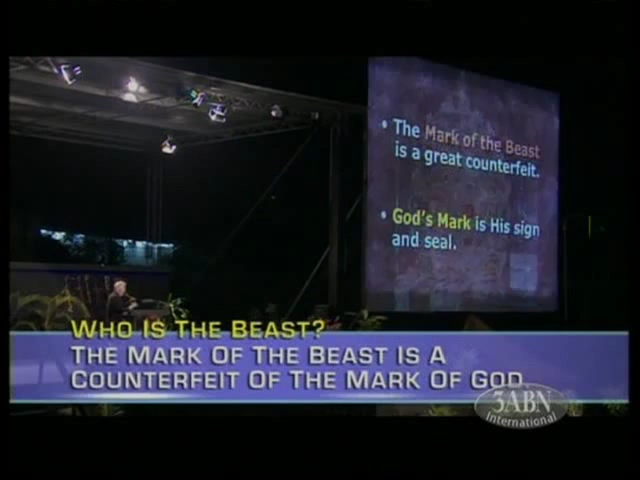 • The Mark of the Beast
is a great counterfeit.
• God's Mark is His sign
and seal.
WHO IS THE BEAST?
THE MARK OF THE BEAST IS A
COUNTERFEIT OF THE MARK OF GOD
3ABN
International